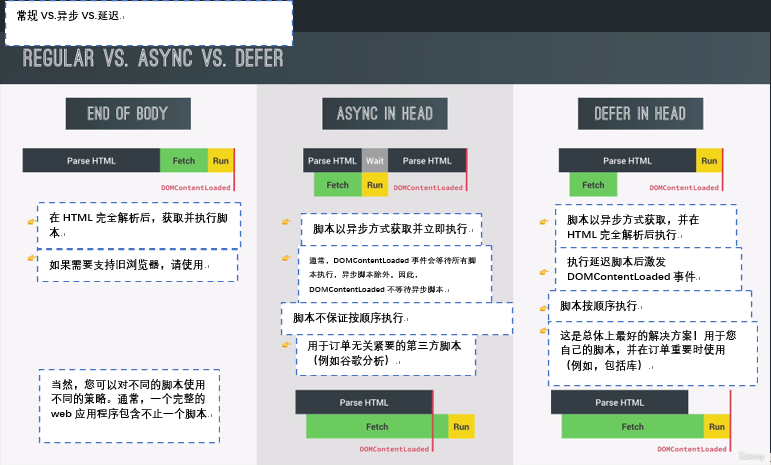 常规 VS.异步 VS.延迟.
REGULAR VS. ASYNC VS. DEFER
END OF BODY
Parse HTML
Fetch
Run
DOMContentLoaded
在 HTML 完全解析后，获取并执行脚
本.
如果需要支持旧浏览器，请使用.
当然，您可以对不同的脚本使用
不同的策略。通常，一个完整的
web 应用程序包含不止一个脚本.
ASYNC IN HEAD
Parse HTML
Wait
Parse HTML
Fetch
Run
DOMContentLoaded
脚本以异步方式获取并立即执行.
通常，DOMContentLoaded 事件会等待所有脚
本执行，异步脚本除外。因此，
DOMContentLoaded 不等待异步脚本.
脚本不保证按顺序执行.
用于订单无关紧要的第三方脚本
（例如谷歌分析）.
Parse HTML
Fetch
Run
DOMContentLoaded
DEFER IN HEAD
Parse HTML
Run
Fetch
DOMContentLoaded
脚本以异步方式获取，并在
HTML 完全解析后执行.
执行延迟脚本后激发
DOMContentLoaded 事件.
脚本按顺序执行.
这是总体上最好的解决方案！用于您
自己的脚本，并在订单重要时使用
（例如，包括库）.
Parse HTML
Fetch
Run
DOMContentLoaded
Udemy